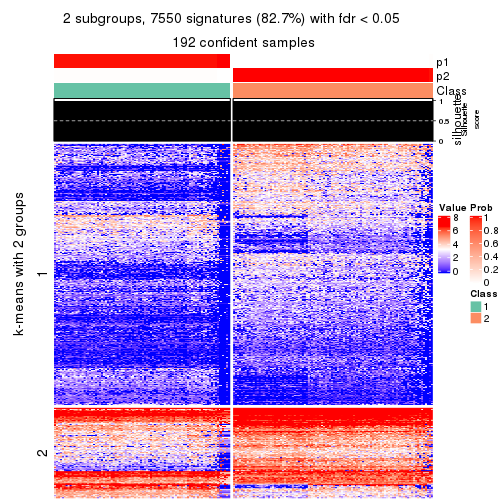 2 subgroups, 7550 signatures (82.7%) with fdr < 0.05
192 confident samples
p1
p2
Class
silhouette
Silhouette
score
1
0.5
0
k-means with 2 groups
1
2
Value
8
6
4
2
0
Prob
1
0.8
0.6
0.4
0.2
0
Class
1
2